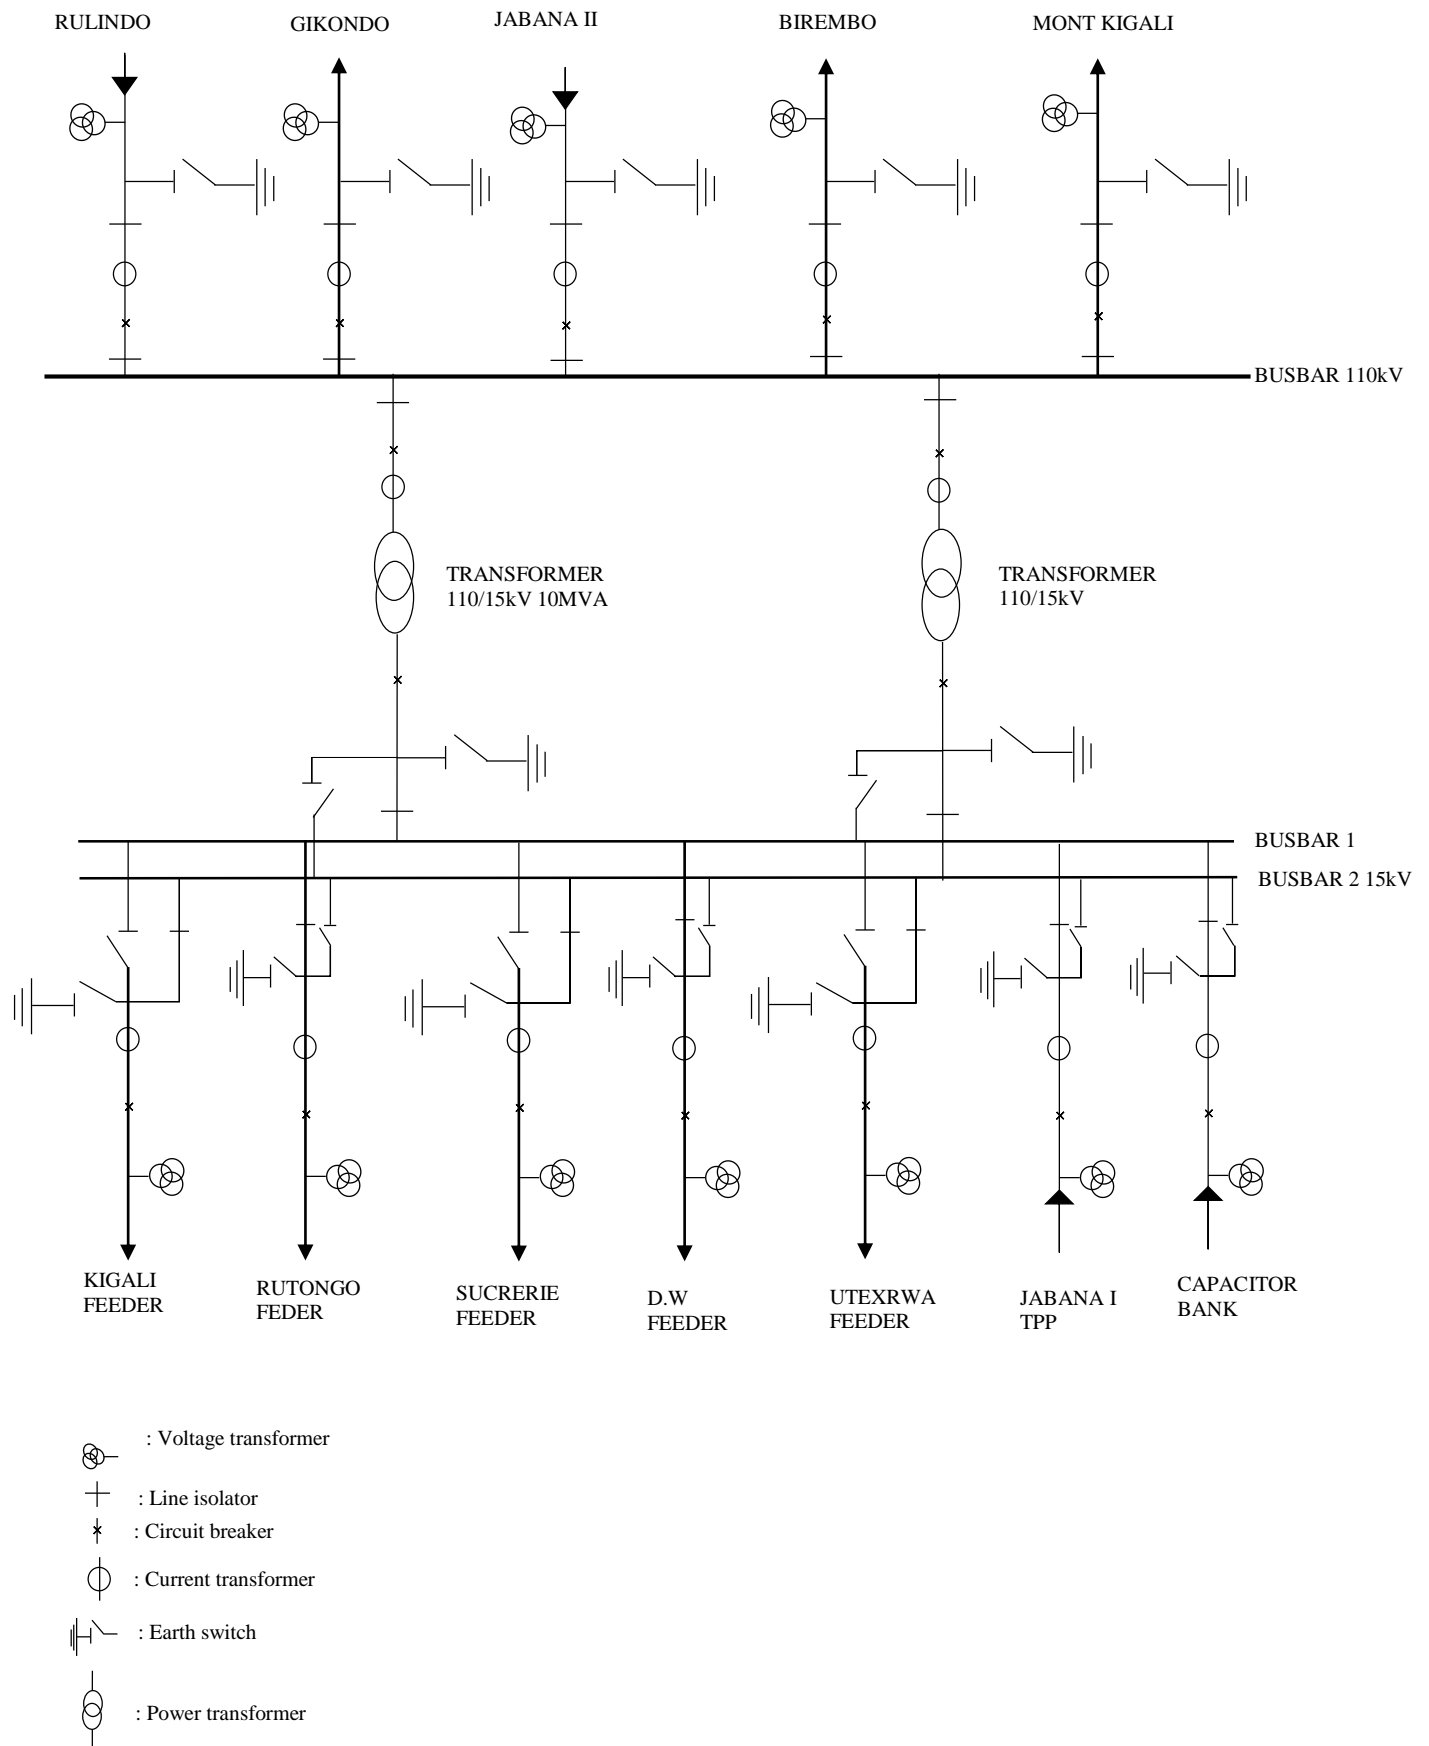 RULINDO
GIKONDO
JABANA II
BIREMBO
MONT KIGALI
BUSBAR 110kV
TRANSFORMER
110/15kV 10MVA
TRANSFORMER
110/15kV
BUSBAR 1
BUSBAR 2 15kV
KIGALI
FEEDER
RUTONGO
FEDER
SUCRERIE
FEEDER
D.W
FEEDER
UTEXRWA
FEEDER
JABANA I
TPP
CAPACITOR
BANK
: Voltage transformer
: Line isolator
: Circuit breaker
: Current transformer
: Earth switch
: Power transformer